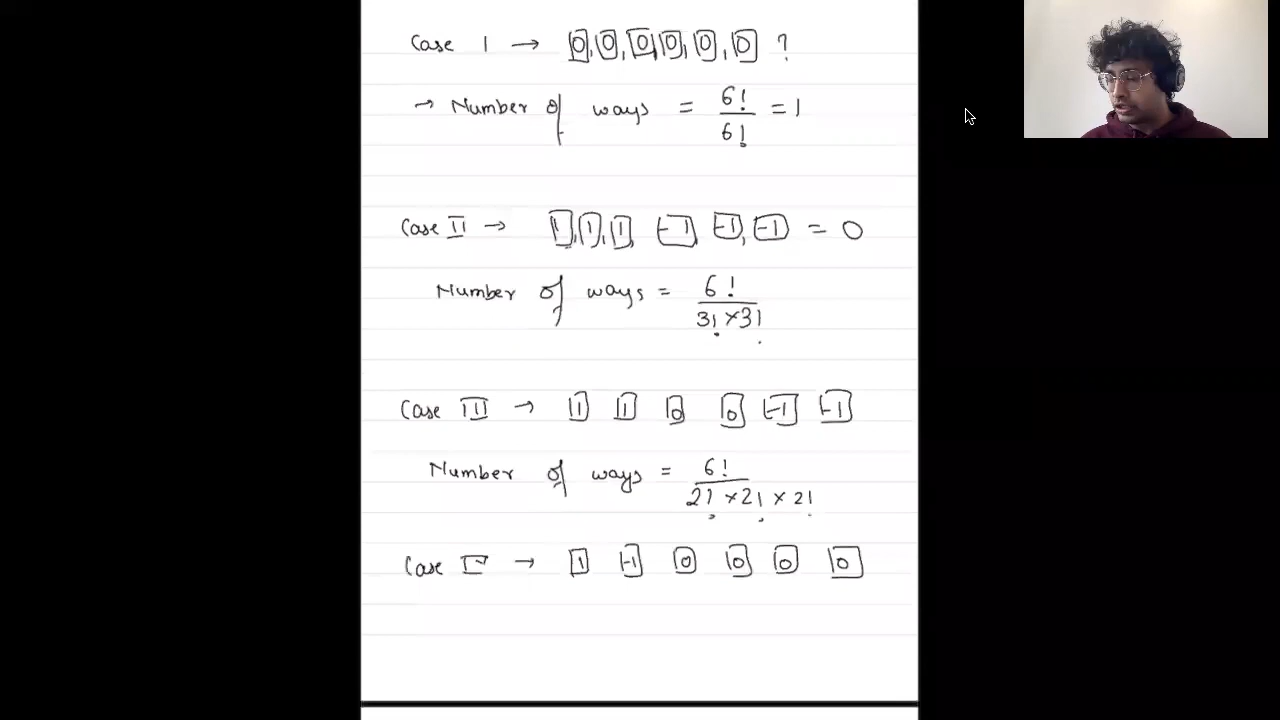 Case I → 0, 0, 0, 0, 0, 0 ?
→ Number of ways = 6!/6! = 1
Case II → 1, 1, 1, -1, -1, -1 = 0
Number of ways = 6!/3! × 3!
Case III → 1 1 0 0 -1 -1
Number of ways = 6!/2! × 2! × 2!
Case IV → 1 -1 0 0 0 0